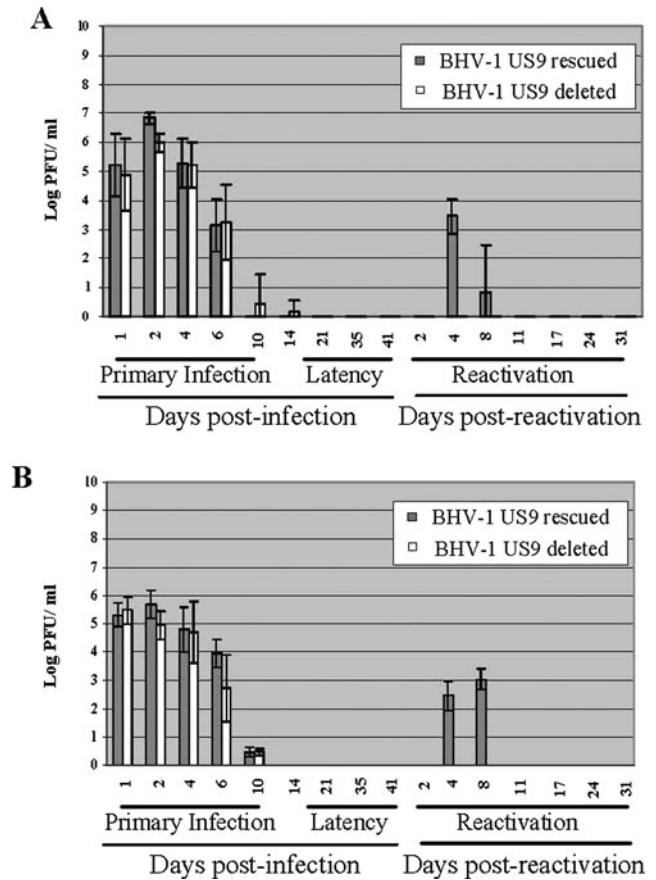 A
10
9
8
7
6
5
4
3
2
1
0
Log PFU/ ml
BHV-1 US9 rescued
BHV-1 US9 deleted
1 2 4 6 10 14 21 35 41 2 4 8 11 17 24 31
Primary Infection Latency Reactivation
Days post-infection Days post-reactivation
B
10
9
8
7
6
5
4
3
2
1
0
Log PFU/ ml
BHV-1 US9 rescued
BHV-1 US9 deleted
1 2 4 6 10 14 21 35 41 2 4 8 11 17 24 31
Primary Infection Latency Reactivation
Days post-infection Days post-reactivation